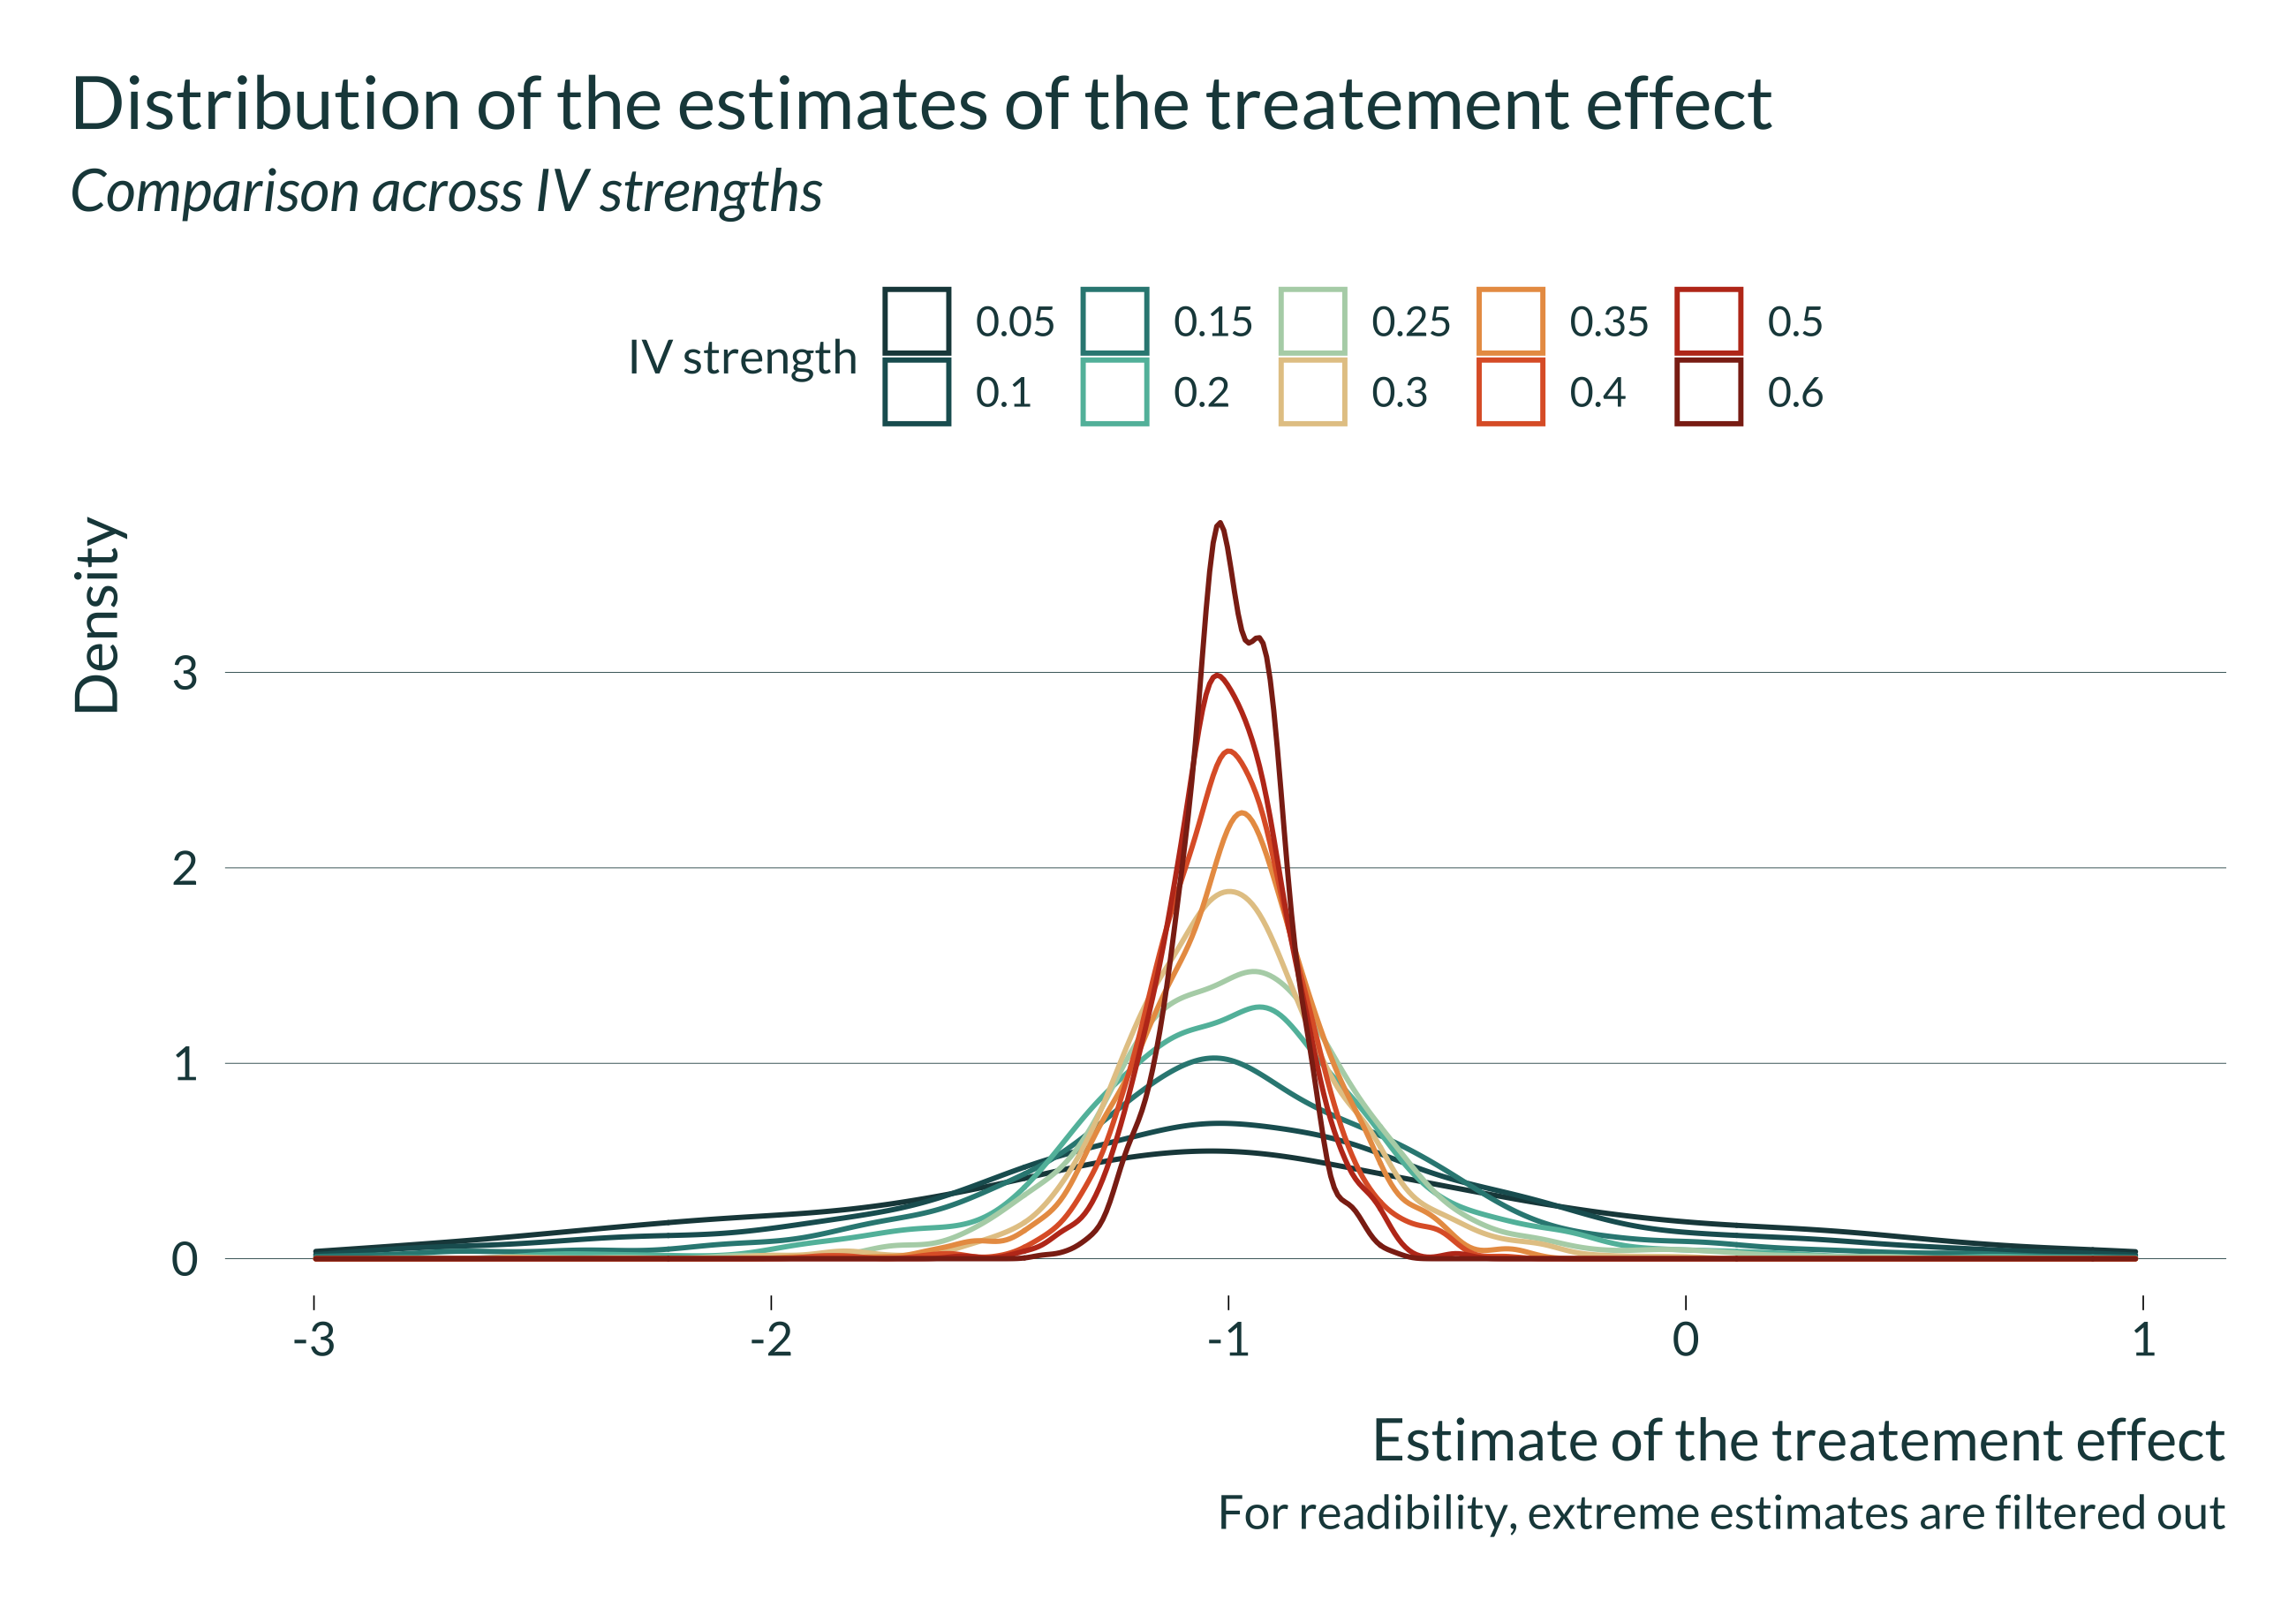 Distribution of the estimates of the treatement effect
Comparison across IV strengths
IV strength
0.05 0.15 0.25 0.35 0.5
0.1 0.2 0.3 0.4 0.6
Density
3
2
1
0
-3 -2 -1 0 1
Estimate of the treatement effect
For readibility, extreme estimates are filtered out